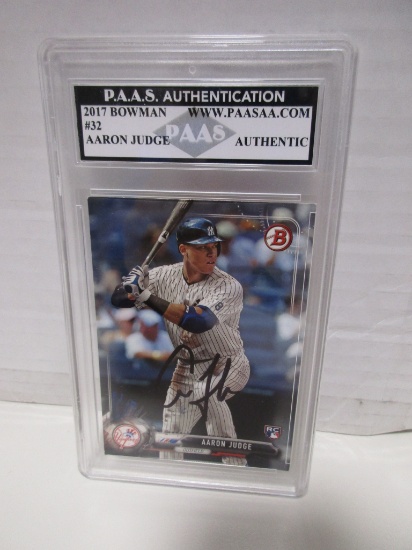 P.A.A.S. AUTHENTICATION
2017 BOWMAN WWW.PAASAA.COM
#32
PAAS
AARON JUDGE AUTHENTIC
B
RC
AARON JUDGE